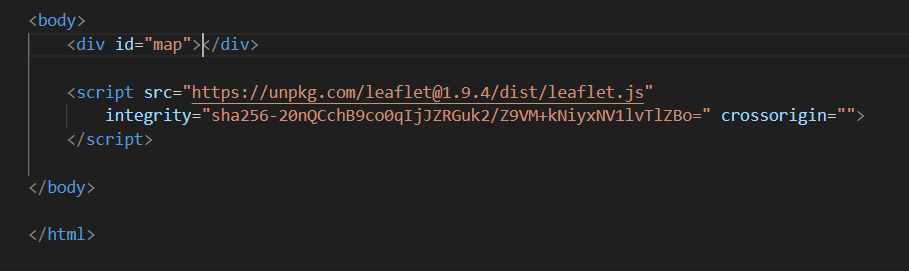 <body>
<div id="map"></div>
<script src="https://unpkg.com/leaflet@1.9.4/dist/leaflet.js"
integrity="sha256-20nQCchB9co0qIjJZRGuk2/Z9VM+kNiyxNV1lvTlZBo=" crossorigin="">
</script>
</body>
</html>